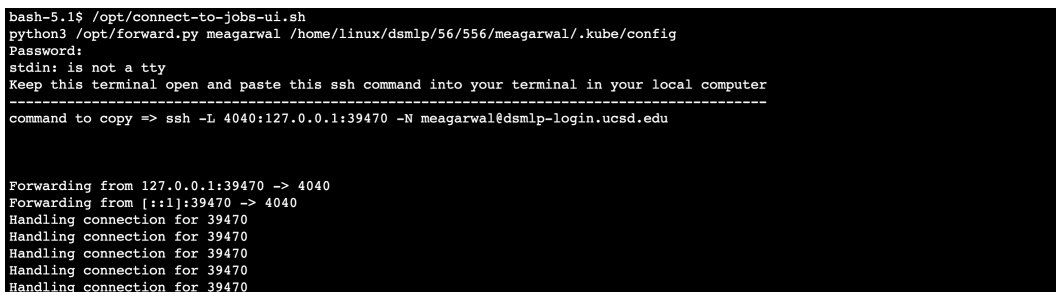 bash-5.1$ /opt/connect-to-jobs-ui.sh
python3 /opt/forward.py meagarwal /home/linux/dsmlp/56/556/meagarwal/.kube/config
Password:
stdin: is not a tty
Keep this terminal open and paste this ssh command into your terminal in your local computer
--------------------------------------------------------------------------------------------
command to copy => ssh -L 4040:127.0.0.1:39470 -N meagarwal@dsmlp-login.ucsd.edu
Forwarding from 127.0.0.1:39470 -> 4040
Forwarding from [::1]:39470 -> 4040
Handling connection for 39470
Handling connection for 39470
Handling connection for 39470
Handling connection for 39470
Handling connection for 39470